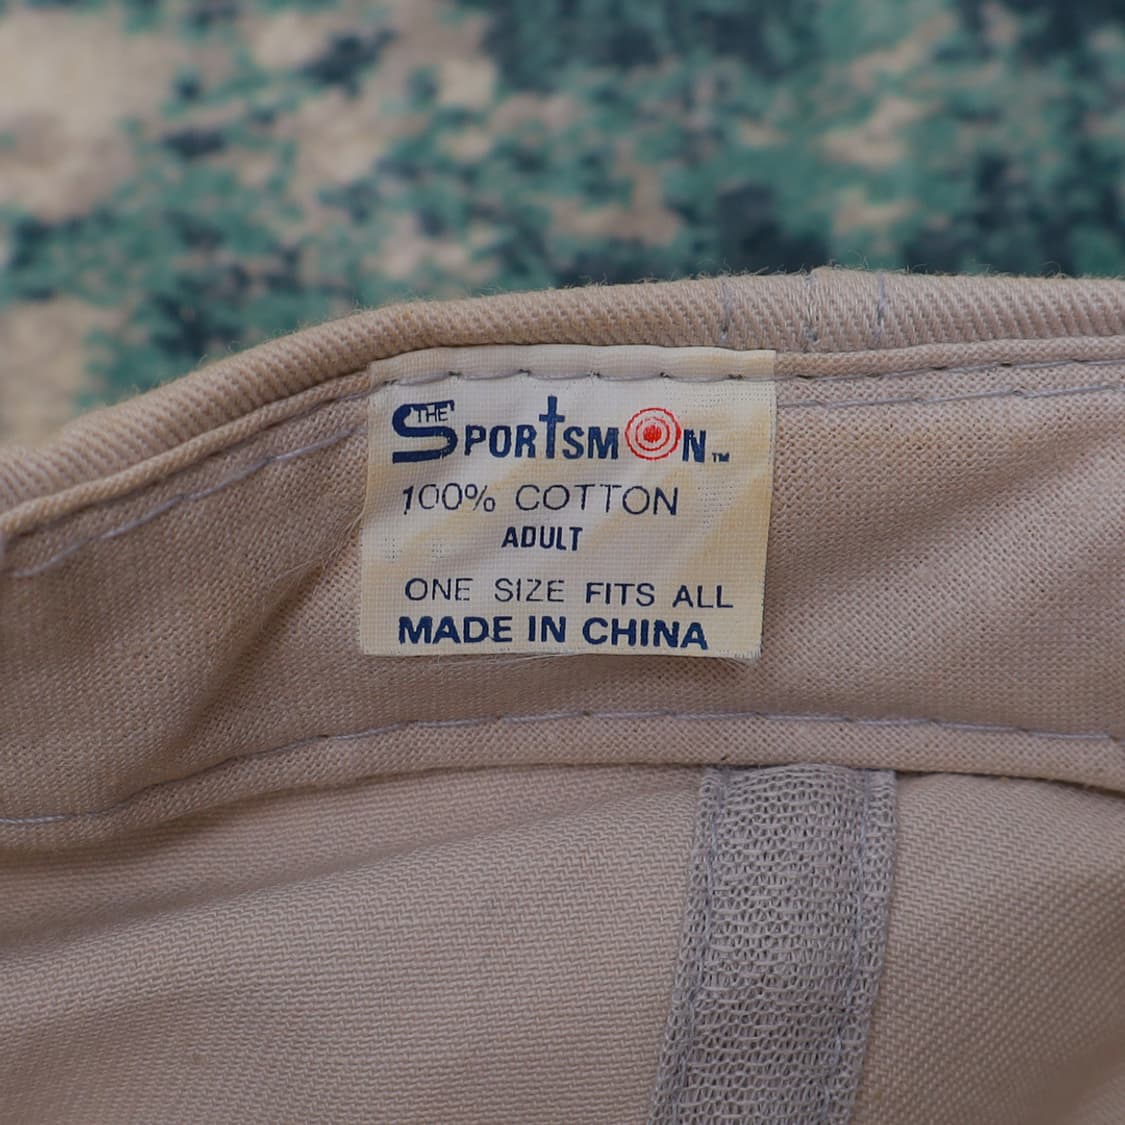 THE SPORTSMAN™
100% COTTON
ADULT
ONE SIZE FITS ALL
MADE IN CHINA